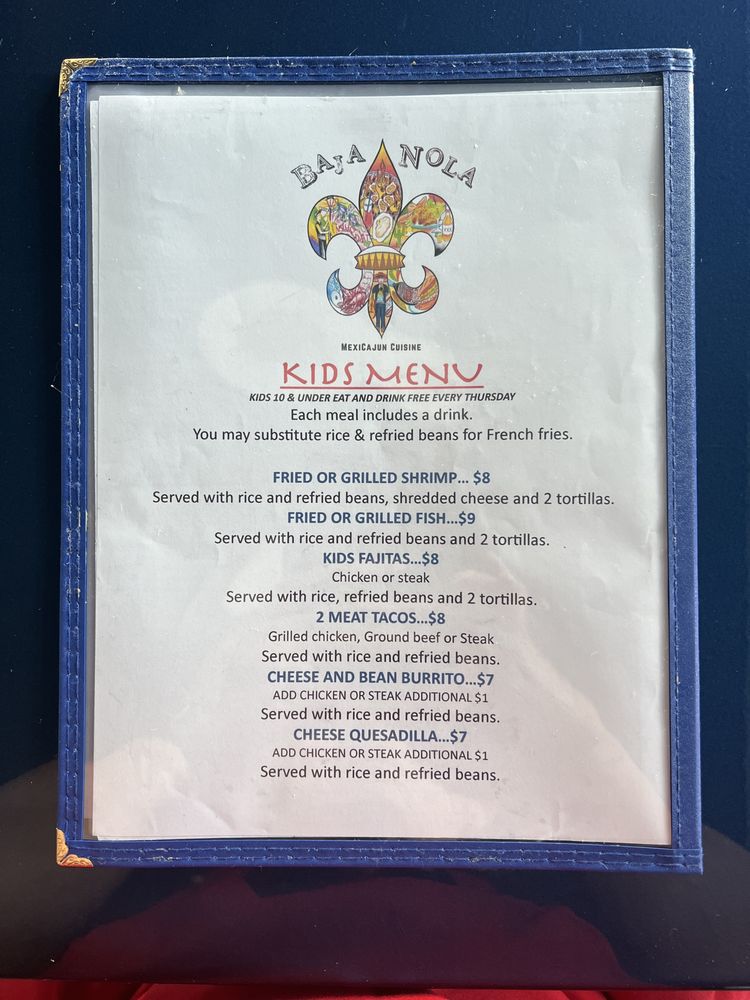 BAJA NOLA
MEXICAJUN CUISINE
KIDS MENU
KIDS 10 & UNDER EAT AND DRINK FREE EVERY THURSDAY
Each meal includes a drink.
You may substitute rice & refried beans for French fries.
FRIED OR GRILLED SHRIMP... $8
Served with rice and refried beans, shredded cheese and 2 tortillas.
FRIED OR GRILLED FISH...$9
Served with rice and refried beans and 2 tortillas.
KIDS FAJITAS...$8
Chicken or steak
Served with rice, refried beans and 2 tortillas.
2 MEAT TACOS...$8
Grilled chicken, Ground beef or Steak
Served with rice and refried beans.
CHEESE AND BEAN BURRITO...$7
ADD CHICKEN OR STEAK ADDITIONAL $1
Served with rice and refried beans.
CHEESE QUESADILLA...$7
ADD CHICKEN OR STEAK ADDITIONAL $1
Served with rice and refried beans.